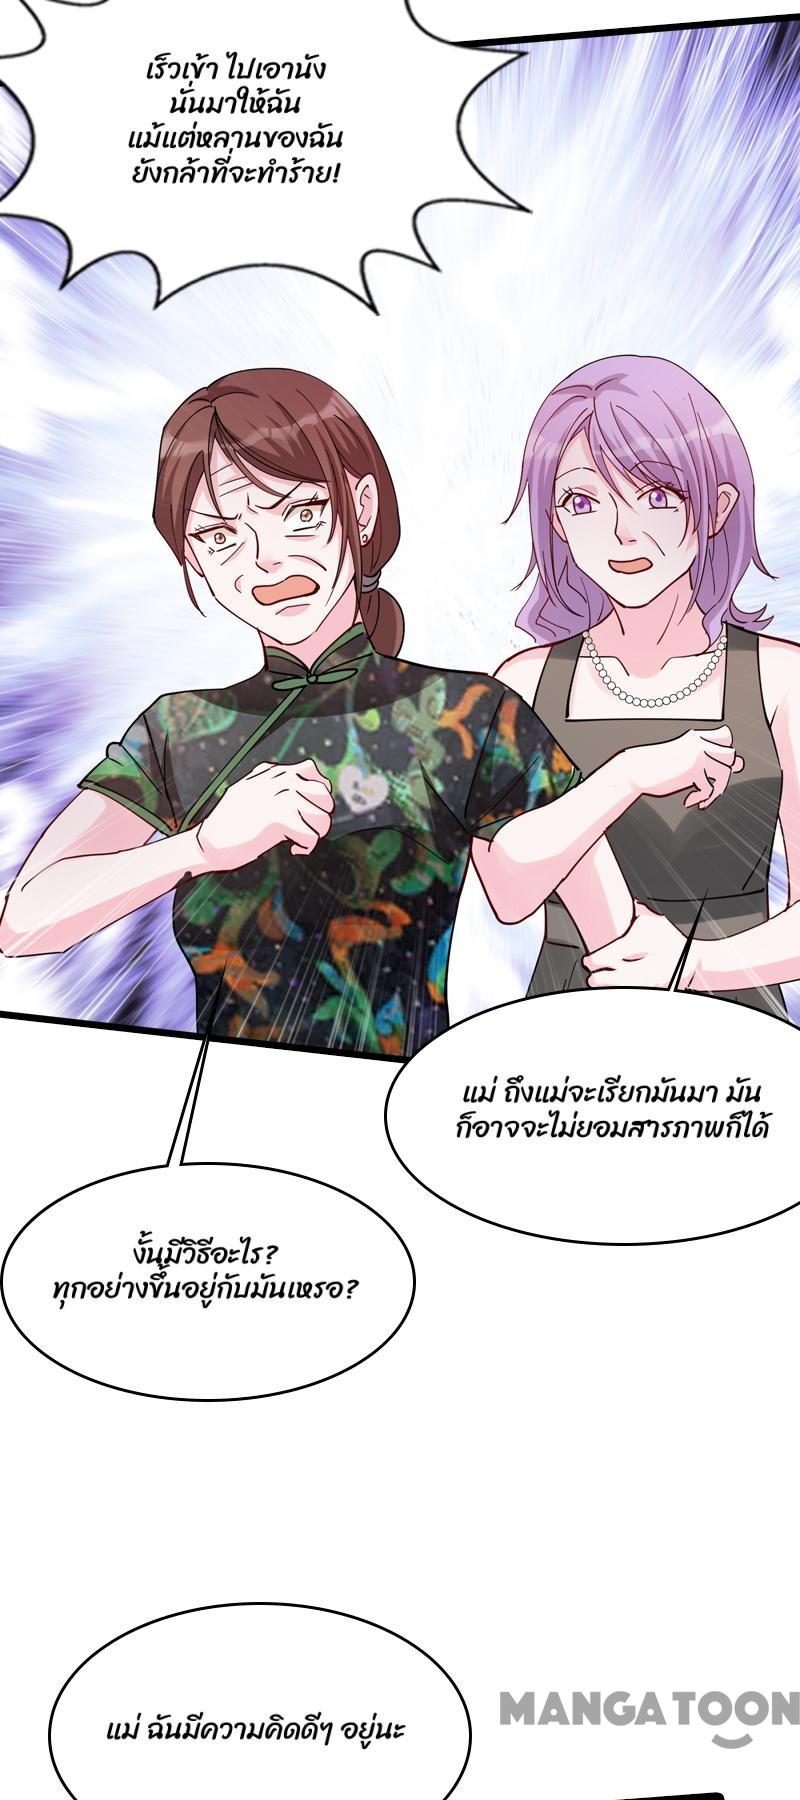 เร็วเข้า ไปเอานัง
นั่นมาให้ฉัน
แม้แต่หลานของฉัน
ยังกล้าที่จะทำร้าย!
แม่ ถึงแม่จะเรียกมันมา มัน
ก็อาจจะไม่ยอมสารภาพก็ได้
งั้นมีวิธีอะไร?
ทุกอย่างขึ้นอยู่กับมันเหรอ?
แม่ ฉันมีความคิดดีๆ อยู่นะ
MANGATOON